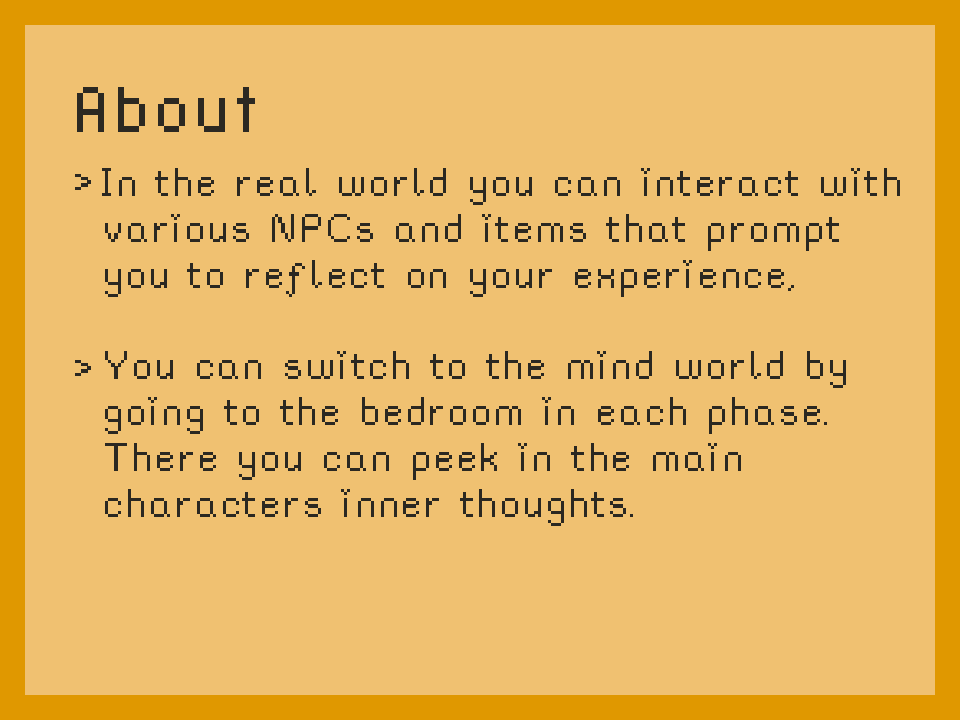 About
> In the real world you can interact with
various NPCs and items that prompt
you to reflect on your experience,
> You can switch to the mind world by
going to the bedroom in each phase.
There you can peek in the main
characters inner thoughts.